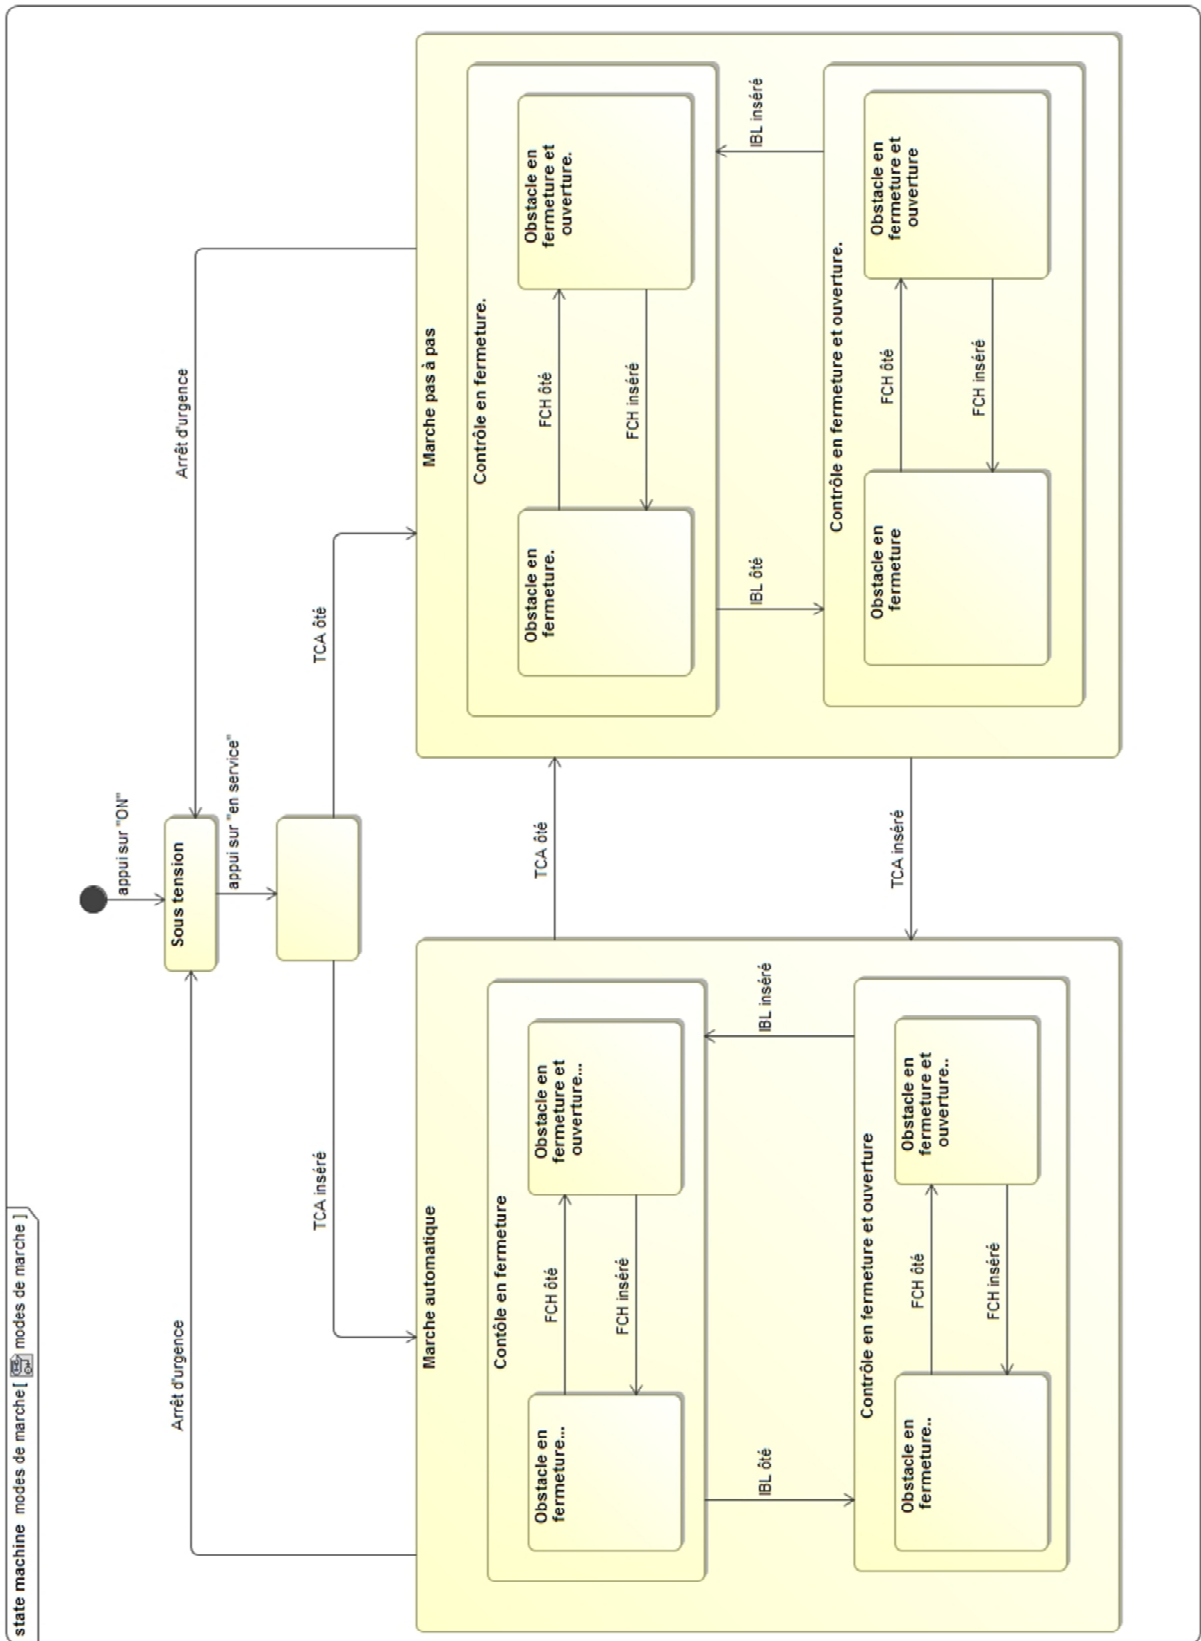 state machine modes de marche[ modes de marche ]
appui sur "ON"
Sous tension
appui sur "en service"
Arrêt d'urgence
Arrêt d'urgence
TCA inséré
TCA ôté
Marche automatique
Contôle en fermeture
Obstacle en
fermeture...
FCH ôté
FCH inséré
Obstacle en
fermeture et
ouverture...
IBL ôté
IBL inséré
Contrôle en fermeture et ouverture
Obstacle en
fermeture..
FCH ôté
FCH inséré
Obstacle en
fermeture et
ouverture..
TCA ôté
TCA inséré
Marche pas à pas
Contrôle en fermeture.
Obstacle en
fermeture.
FCH ôté
FCH inséré
Obstacle en
fermeture et
ouverture.
IBL ôté
IBL inséré
Contrôle en fermeture et ouverture.
Obstacle en
fermeture
FCH ôté
FCH inséré
Obstacle en
fermeture et
ouverture